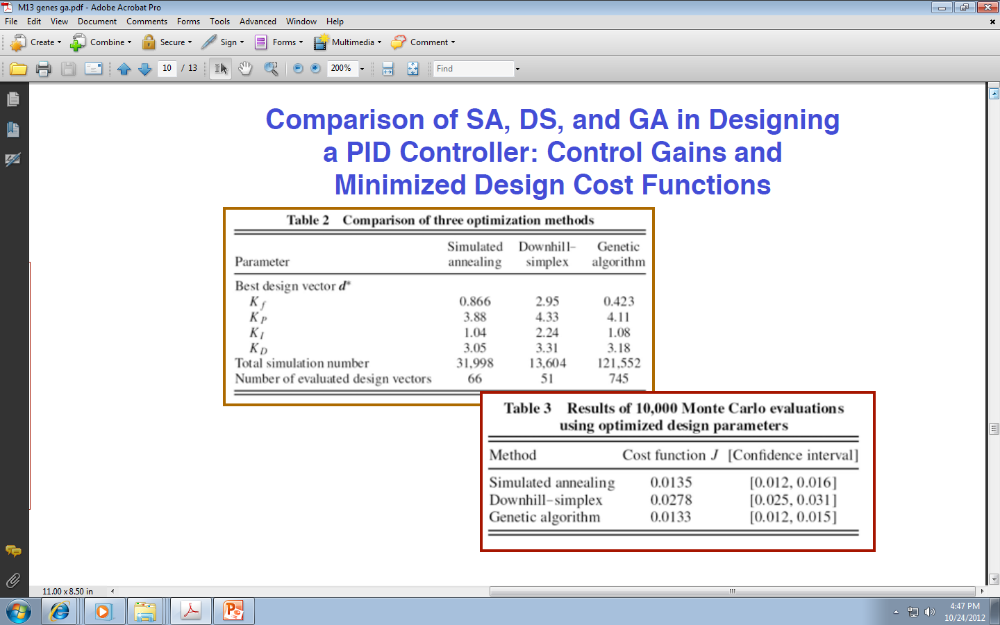 M13 genes ga.pdf - Adobe Acrobat Pro
File Edit View Document Comments Forms Tools Advanced Window Help
Create Combine Secure Sign Forms Multimedia Comment
10 / 13 200% Find
Comparison of SA, DS, and GA in Designing
a PID Controller: Control Gains and
Minimized Design Cost Functions
Table 2 Comparison of three optimization methods
Simulated Downhill– Genetic
Parameter annealing simplex algorithm
Best design vector d*
K_f 0.866 2.95 0.423
K_P 3.88 4.33 4.11
K_I 1.04 2.24 1.08
K_D 3.05 3.31 3.18
Total simulation number 31,998 13,604 121,552
Number of evaluated design vectors 66 51 745
Table 3 Results of 10,000 Monte Carlo evaluations
using optimized design parameters
Method Cost function J [Confidence interval]
Simulated annealing 0.0135 [0.012, 0.016]
Downhill–simplex 0.0278 [0.025, 0.031]
Genetic algorithm 0.0133 [0.012, 0.015]
11.00 x 8.50 in
4:47 PM
10/24/2012